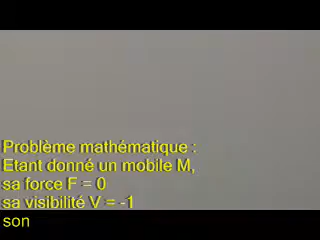 Problème mathématique :
Etant donné un mobile M,
sa force F = 0
sa visibilité V = -1
son